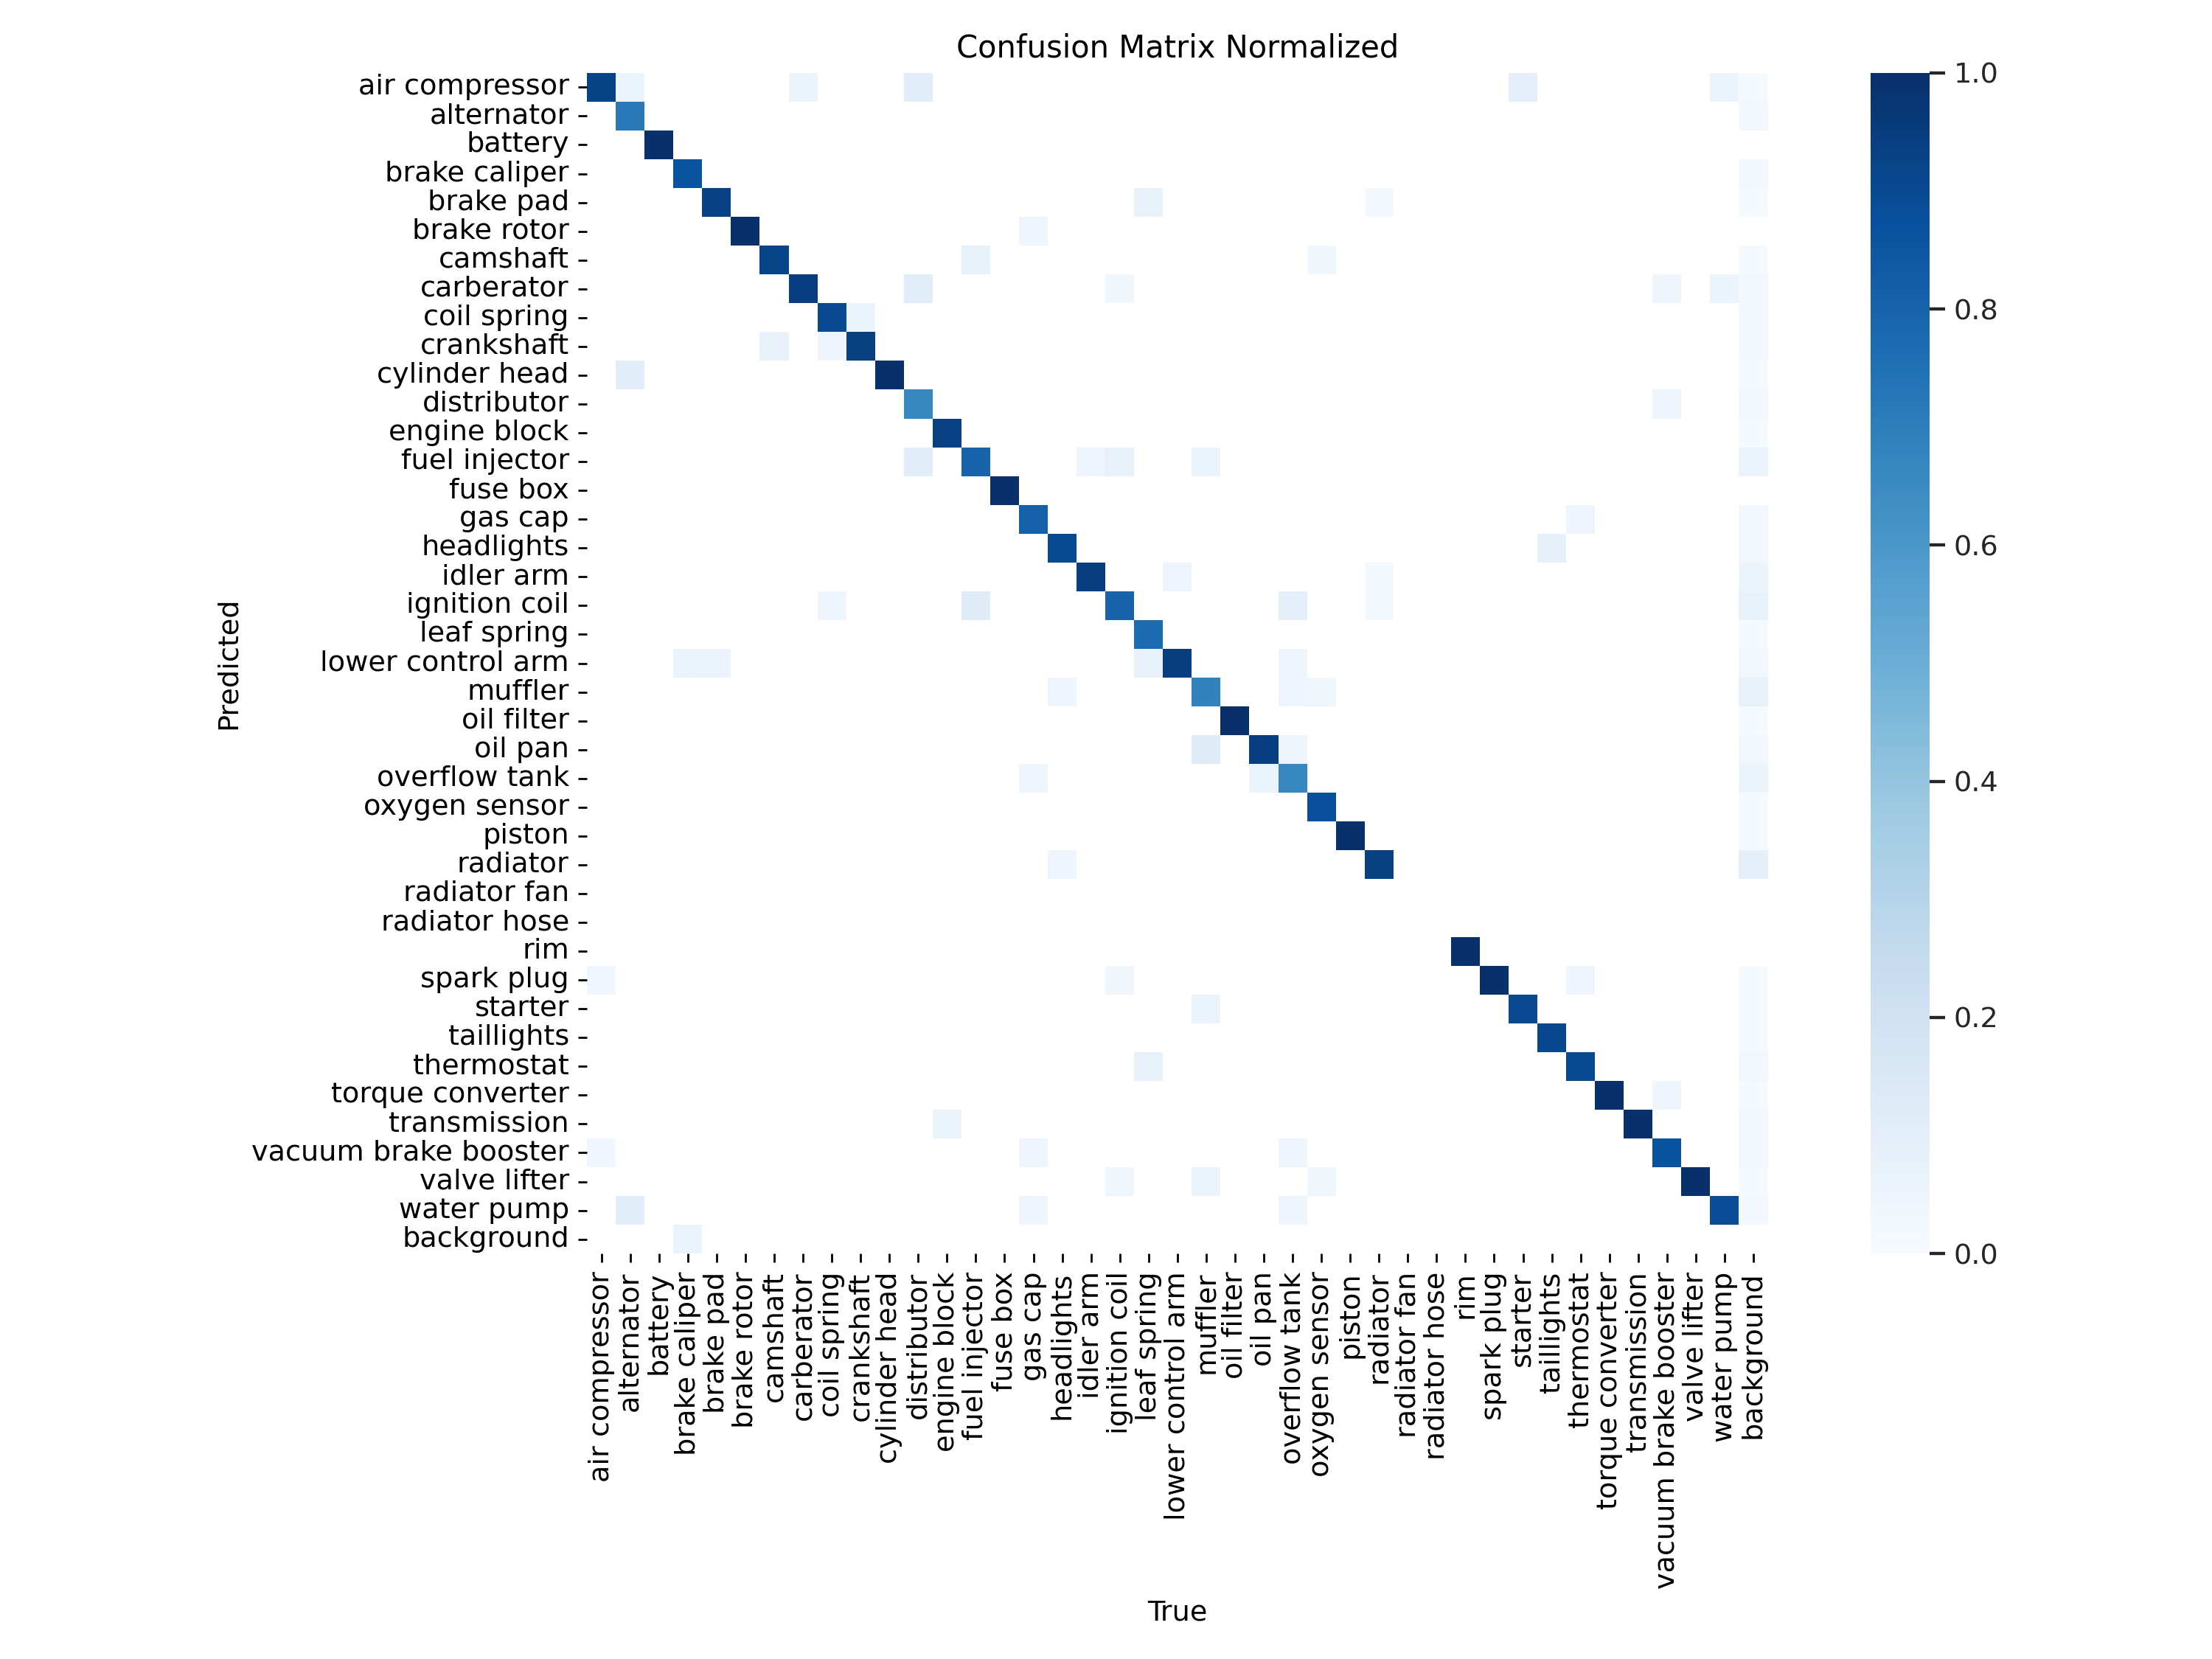 Confusion Matrix Normalized
Predicted
air compressor
alternator
battery
brake caliper
brake pad
brake rotor
camshaft
carberator
coil spring
crankshaft
cylinder head
distributor
engine block
fuel injector
fuse box
gas cap
headlights
idler arm
ignition coil
leaf spring
lower control arm
muffler
oil filter
oil pan
overflow tank
oxygen sensor
piston
radiator
radiator fan
radiator hose
rim
spark plug
starter
taillights
thermostat
torque converter
transmission
vacuum brake booster
valve lifter
water pump
background
air compressor
alternator
battery
brake caliper
brake pad
brake rotor
camshaft
carberator
coil spring
crankshaft
cylinder head
distributor
engine block
fuel injector
fuse box
gas cap
headlights
idler arm
ignition coil
leaf spring
lower control arm
muffler
oil filter
oil pan
overflow tank
oxygen sensor
piston
radiator
radiator fan
radiator hose
rim
spark plug
starter
taillights
thermostat
torque converter
transmission
vacuum brake booster
valve lifter
water pump
background
True
1.0
0.8
0.6
0.4
0.2
0.0